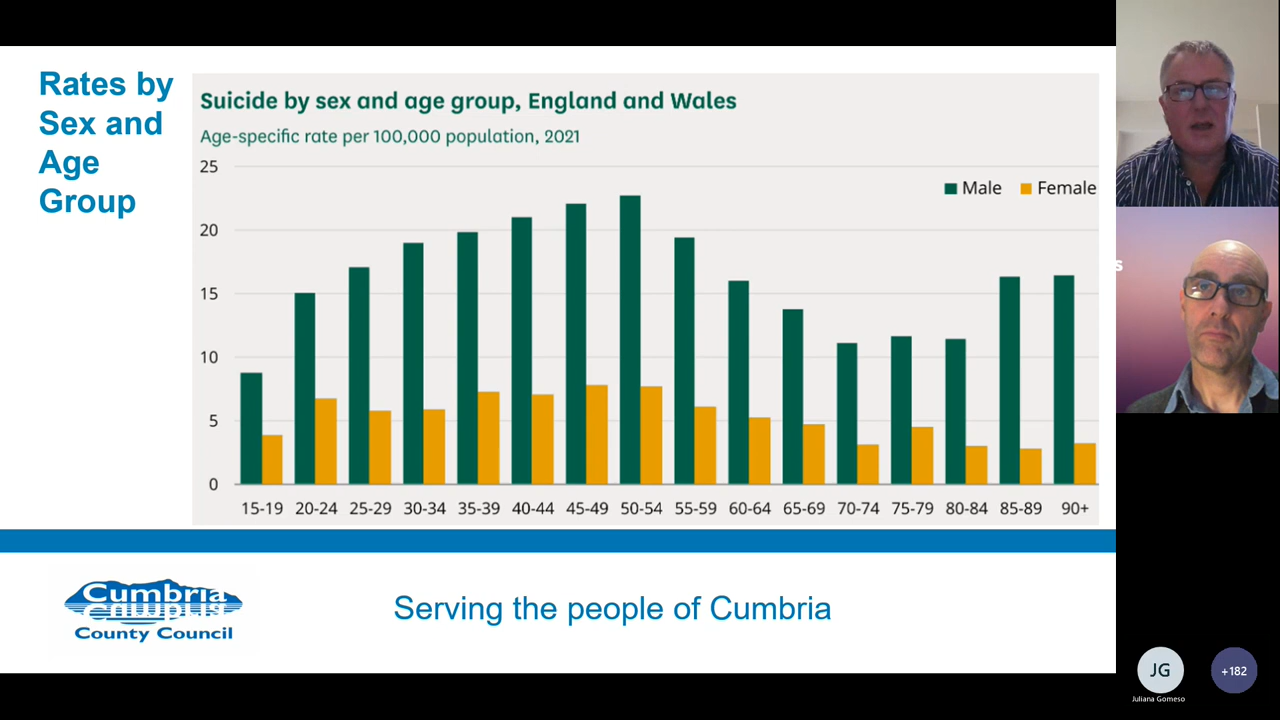 Rates by
Sex and
Age
Group
Suicide by sex and age group, England and Wales
Age-specific rate per 100,000 population, 2021
Male Female
25
20
15
10
5
0
15-19 20-24 25-29 30-34 35-39 40-44 45-49 50-54 55-59 60-64 65-69 70-74 75-79 80-84 85-89 90+
Cumbria
County Council
Serving the people of Cumbria
s
JG
+182
Juliana Gomeso